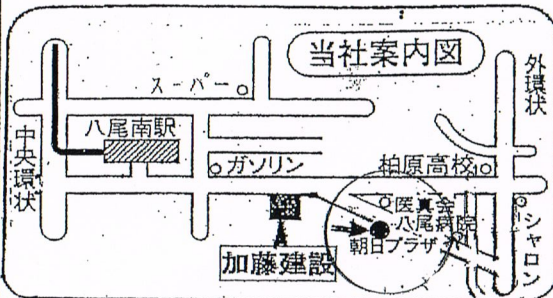 当社案内図
スーパー
外環状
中央環状
八尾南駅
ガソリン
柏原高校
医真会
八尾病院
朝日プラザ
加藤建設
シャロン